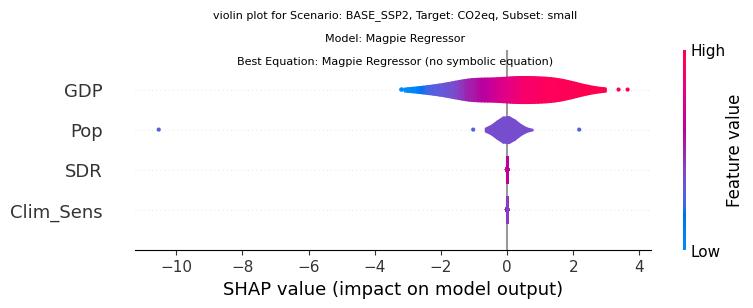 violin plot for Scenario: BASE_SSP2, Target: CO2eq, Subset: small
Model: Magpie Regressor
Best Equation: Magpie Regressor (no symbolic equation)
High
GDP
Pop
SDR
Clim_Sens
Feature value
Low
−10 −8 −6 −4 −2 0 2 4
SHAP value (impact on model output)